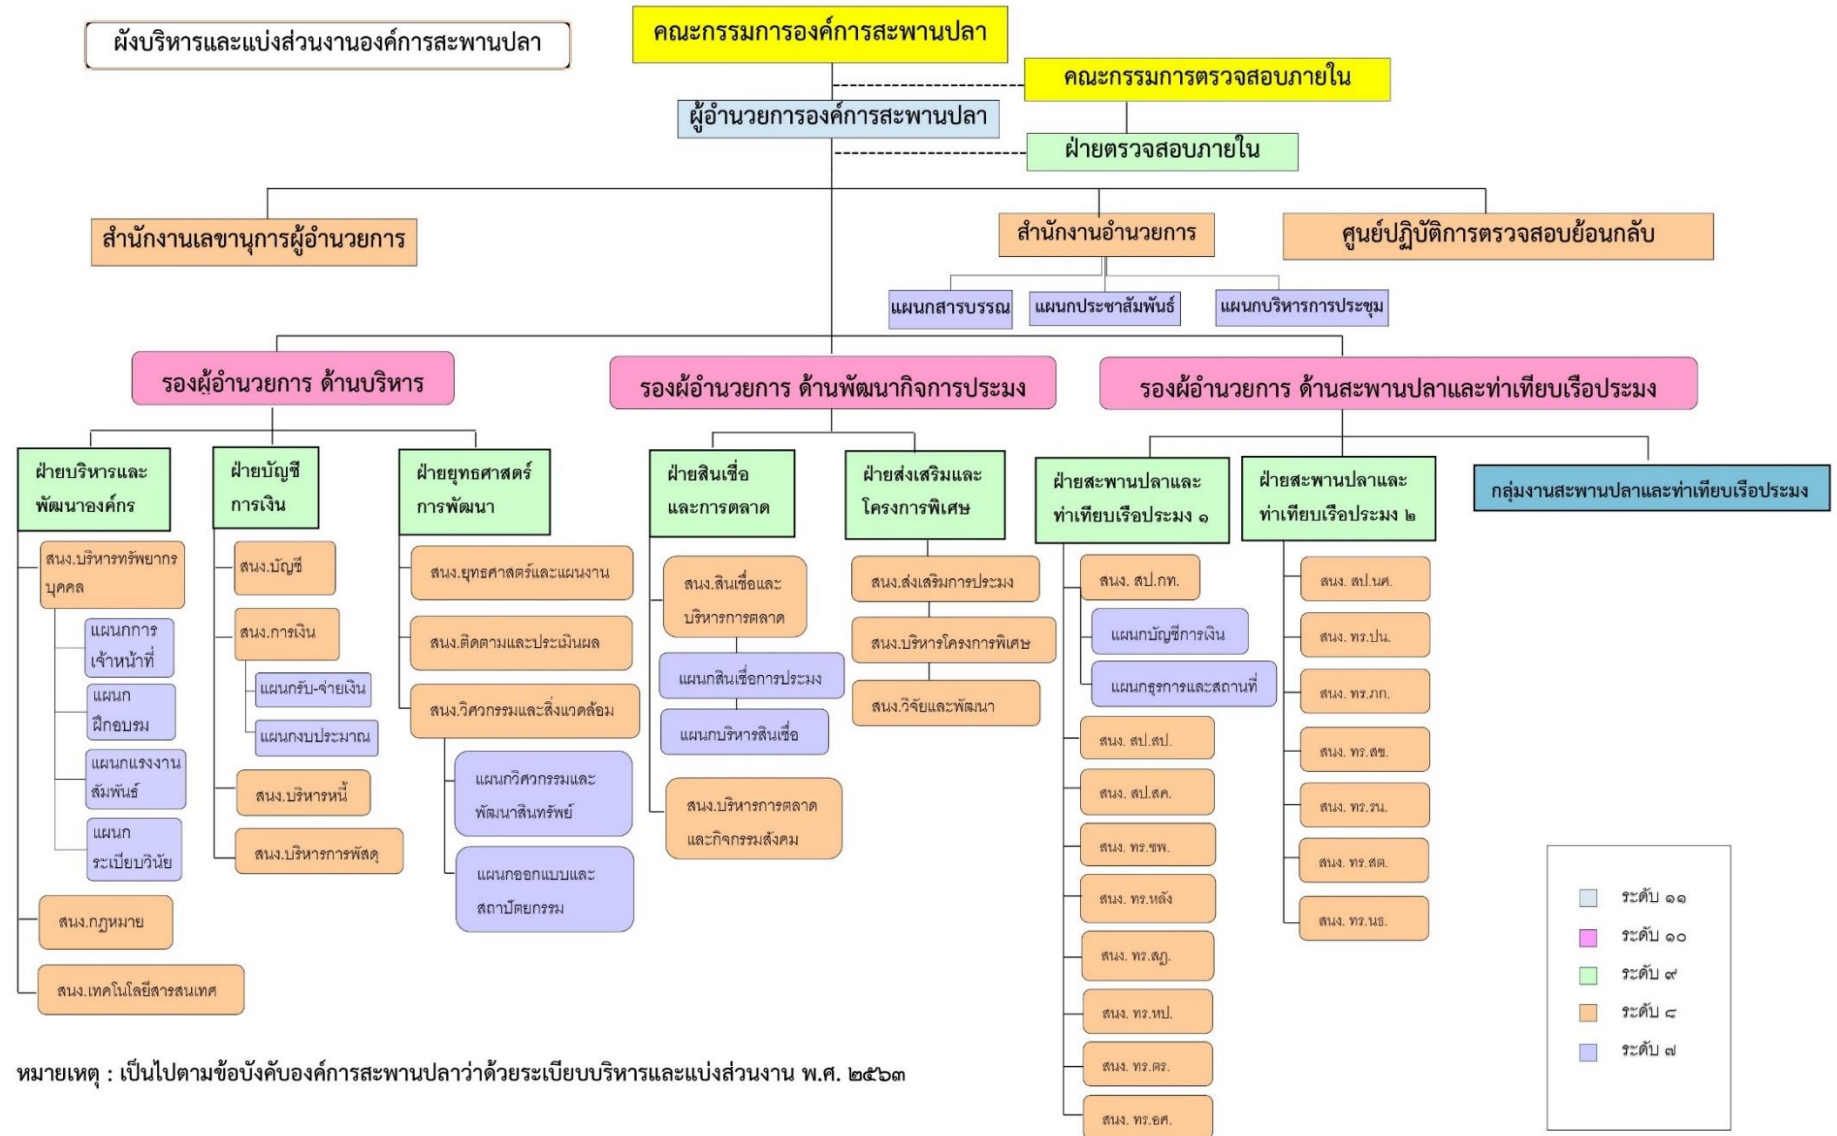 ผังบริหารและแบ่งส่วนงานองค์การสะพานปลา
คณะกรรมการองค์การสะพานปลา
คณะกรรมการตรวจสอบภายใน
ผู้อำนวยการองค์การสะพานปลา
ฝ่ายตรวจสอบภายใน
สำนักงานเลขานุการผู้อำนวยการ
สำนักงานอำนวยการ
ศูนย์ปฏิบัติการตรวจสอบย้อนกลับ
แผนกสารบรรณ
แผนกประชาสัมพันธ์
แผนกบริหารการประชุม
รองผู้อำนวยการ ด้านบริหาร
รองผู้อำนวยการ ด้านพัฒนากิจการประมง
รองผู้อำนวยการ ด้านสะพานปลาและท่าเทียบเรือประมง
ฝ่ายบริหารและ
พัฒนาองค์กร
สนง.บริหารทรัพยากร
บุคคล
แผนกการ
เจ้าหน้าที่
แผนก
ฝึกอบรม
แผนกแรงงาน
สัมพันธ์
แผนก
ระเบียบวินัย
สนง.กฎหมาย
สนง.เทคโนโลยีสารสนเทศ
ฝ่ายบัญชี
การเงิน
สนง.บัญชี
สนง.การเงิน
แผนกรับ-จ่ายเงิน
แผนกงบประมาณ
สนง.บริหารหนี้
สนง.บริหารการพัสดุ
ฝ่ายยุทธศาสตร์
การพัฒนา
สนง.ยุทธศาสตร์และแผนงาน
สนง.ติดตามและประเมินผล
สนง.วิศวกรรมและสิ่งแวดล้อม
แผนกวิศวกรรมและ
พัฒนาสินทรัพย์
แผนกออกแบบและ
สถาปัตยกรรม
ฝ่ายสินเชื่อ
และการตลาด
สนง.สินเชื่อและ
บริหารการตลาด
แผนกสินเชื่อการประมง
แผนกบริหารสินเชื่อ
สนง.บริหารการตลาด
และกิจกรรมสังคม
ฝ่ายส่งเสริมและ
โครงการพิเศษ
สนง.ส่งเสริมการประมง
สนง.บริหารโครงการพิเศษ
สนง.วิจัยและพัฒนา
ฝ่ายสะพานปลาและ
ท่าเทียบเรือประมง ๑
สนง. สป.กท.
แผนกบัญชีการเงิน
แผนกธุรการและสถานที่
สนง. สป.สป.
สนง. สป.สค.
สนง. ทร.ชพ.
สนง. ทร.หลัง
สนง. ทร.สฎ.
สนง. ทร.หป.
สนง. ทร.ตร.
สนง. ทร.อศ.
ฝ่ายสะพานปลาและ
ท่าเทียบเรือประมง ๒
สนง. สป.นศ.
สนง. ทร.ปน.
สนง. ทร.ภก.
สนง. ทร.สข.
สนง. ทร.รน.
สนง. ทร.สต.
สนง. ทร.นธ.
กลุ่มงานสะพานปลาและท่าเทียบเรือประมง
ระดับ ๑๑
ระดับ ๑๐
ระดับ ๙
ระดับ ๘
ระดับ ๗
หมายเหตุ : เป็นไปตามข้อบังคับองค์การสะพานปลาว่าด้วยระเบียบบริหารและแบ่งส่วนงาน พ.ศ. ๒๕๖๓